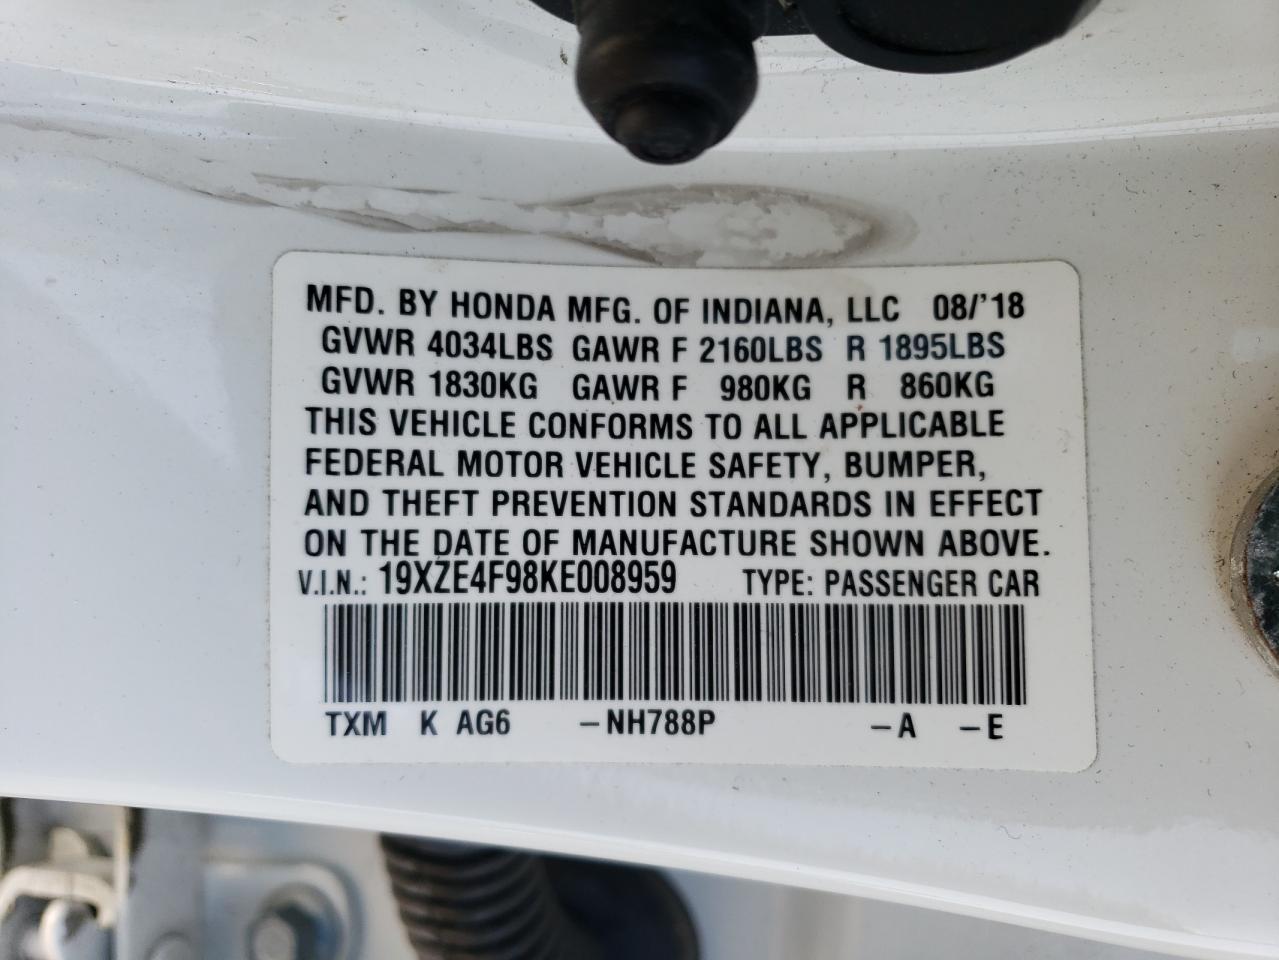 MFD. BY HONDA MFG. OF INDIANA, LLC 08/'18
GVWR 4034LBS GAWR F 2160LBS R 1895LBS
GVWR 1830KG GAWR F 980KG R 860KG
THIS VEHICLE CONFORMS TO ALL APPLICABLE
FEDERAL MOTOR VEHICLE SAFETY, BUMPER,
AND THEFT PREVENTION STANDARDS IN EFFECT
ON THE DATE OF MANUFACTURE SHOWN ABOVE.
V.I.N.: 19XZE4F98KE008959 TYPE: PASSENGER CAR
TXM K AG6 –NH788P –A –E